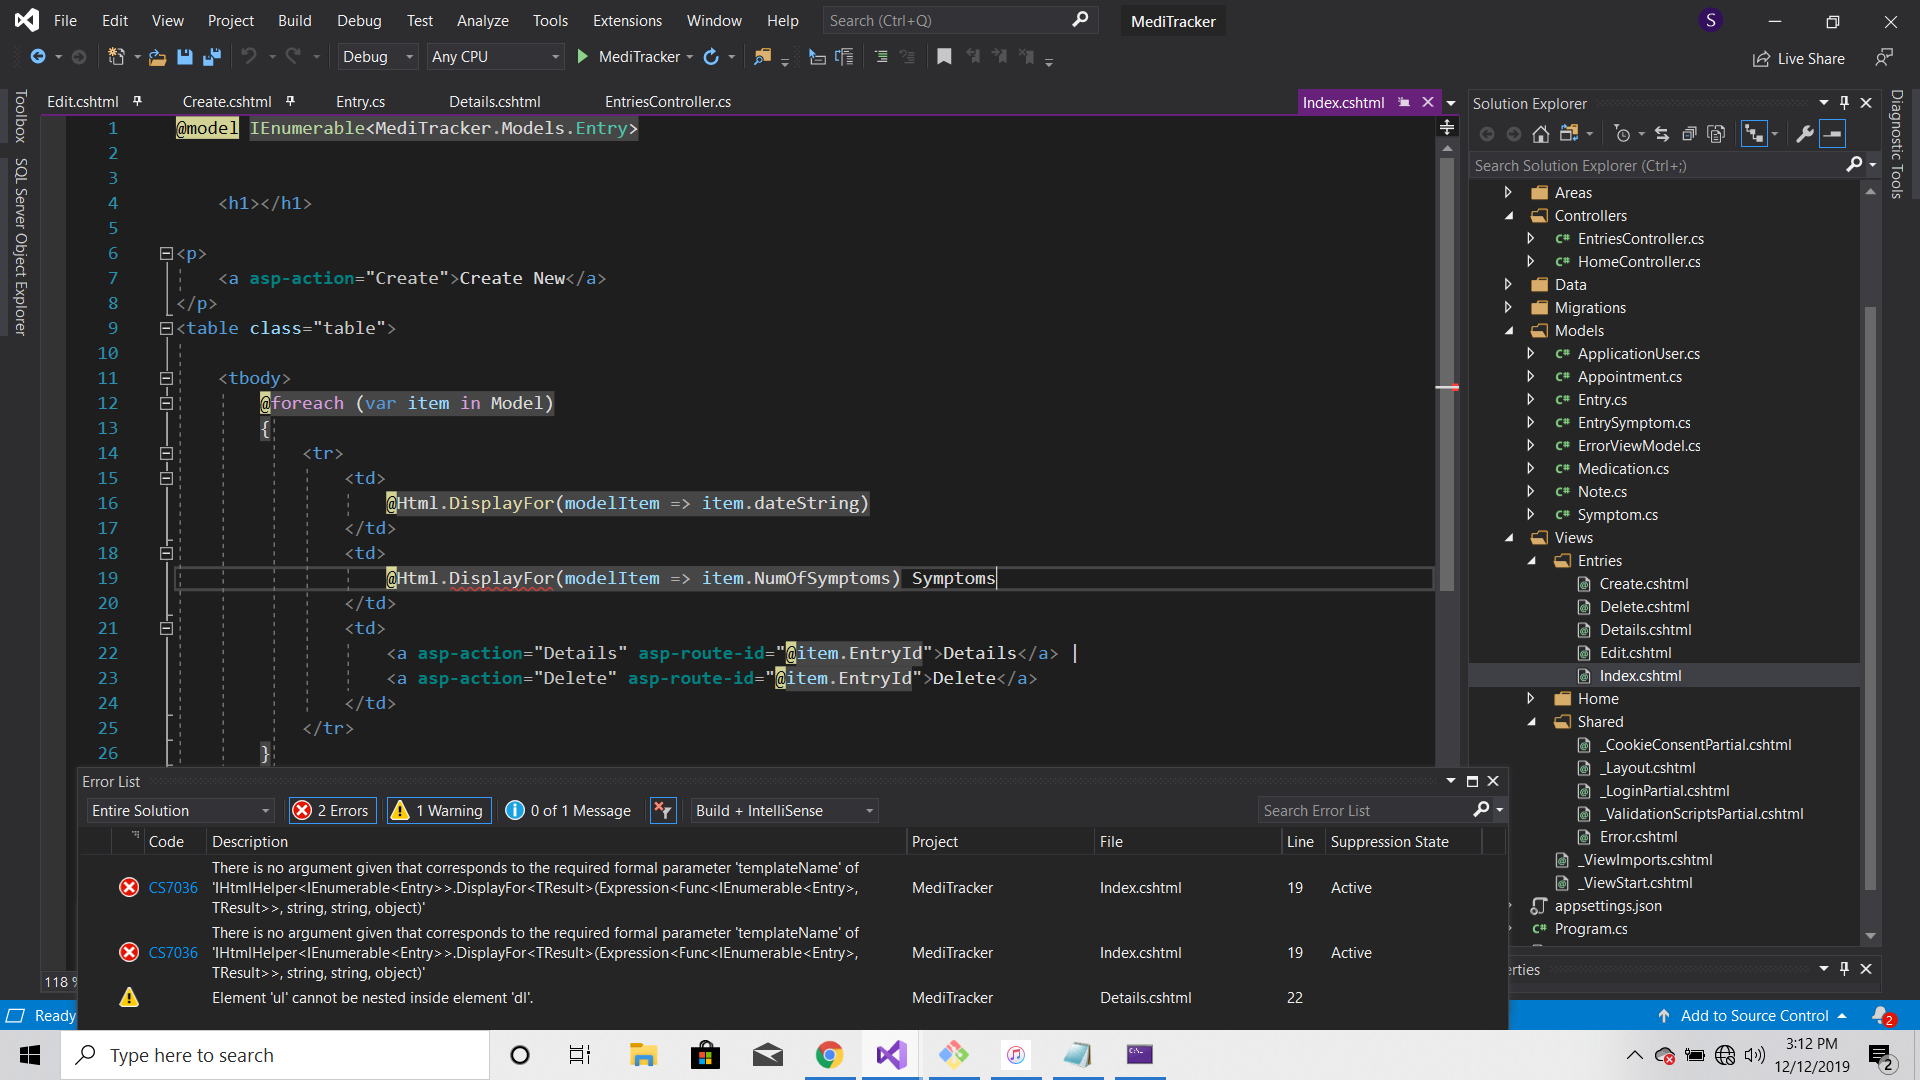 File Edit View Project Build Debug Test Analyze Tools Extensions Window Help Search (Ctrl+Q) MediTracker S
Debug Any CPU MediTracker Live Share
Edit.cshtml Create.cshtml Entry.cs Details.cshtml EntriesController.cs Index.cshtml
Toolbox
SQL Server Object Explorer
1 @model IEnumerable<MediTracker.Models.Entry>
2
3
4 <h1></h1>
5
6 <p>
7 <a asp-action="Create">Create New</a>
8 </p>
9 <table class="table">
10
11 <tbody>
12 @foreach (var item in Model)
13 {
14 <tr>
15 <td>
16 @Html.DisplayFor(modelItem => item.dateString)
17 </td>
18 <td>
19 @Html.DisplayFor(modelItem => item.NumOfSymptoms) Symptoms
20 </td>
21 <td>
22 <a asp-action="Details" asp-route-id="@item.EntryId">Details</a> |
23 <a asp-action="Delete" asp-route-id="@item.EntryId">Delete</a>
24 </td>
25 </tr>
26 }
118 %
Solution Explorer
Search Solution Explorer (Ctrl+;)
Areas
Controllers
C# EntriesController.cs
C# HomeController.cs
Data
Migrations
Models
C# ApplicationUser.cs
C# Appointment.cs
C# Entry.cs
C# EntrySymptom.cs
C# ErrorViewModel.cs
C# Medication.cs
C# Note.cs
C# Symptom.cs
Views
Entries
Create.cshtml
Delete.cshtml
Details.cshtml
Edit.cshtml
Index.cshtml
Home
Shared
_CookieConsentPartial.cshtml
_Layout.cshtml
_LoginPartial.cshtml
_ValidationScriptsPartial.cshtml
Error.cshtml
_ViewImports.cshtml
_ViewStart.cshtml
appsettings.json
C# Program.cs
erties
Diagnostic Tools
Error List
Entire Solution 2 Errors 1 Warning 0 of 1 Message Build + IntelliSense Search Error List
Code Description Project File Line Suppression State
CS7036 There is no argument given that corresponds to the required formal parameter 'templateName' of
'IHtmlHelper<IEnumerable<Entry>>.DisplayFor<TResult>(Expression<Func<IEnumerable<Entry>,
TResult>>, string, string, object)' MediTracker Index.cshtml 19 Active
CS7036 There is no argument given that corresponds to the required formal parameter 'templateName' of
'IHtmlHelper<IEnumerable<Entry>>.DisplayFor<TResult>(Expression<Func<IEnumerable<Entry>,
TResult>>, string, string, object)' MediTracker Index.cshtml 19 Active
Element 'ul' cannot be nested inside element 'dl'. MediTracker Details.cshtml 22
Ready Add to Source Control 2
Type here to search
3:12 PM
12/12/2019
2